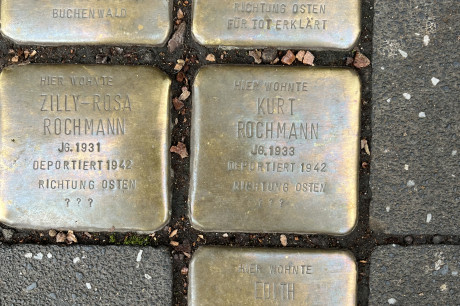 BUCHENWALD
RICHTUNG OSTEN
FÜR TOT ERKLÄRT
HIER WOHNTE
ZILLY-ROSA
ROCHMANN
JG. 1931
DEPORTIERT 1942
RICHTUNG OSTEN
? ? ?
HIER WOHNTE
KURT
ROCHMANN
JG. 1933
DEPORTIERT 1942
RICHTUNG OSTEN
? ?
HIER WOHNTE
EDITH